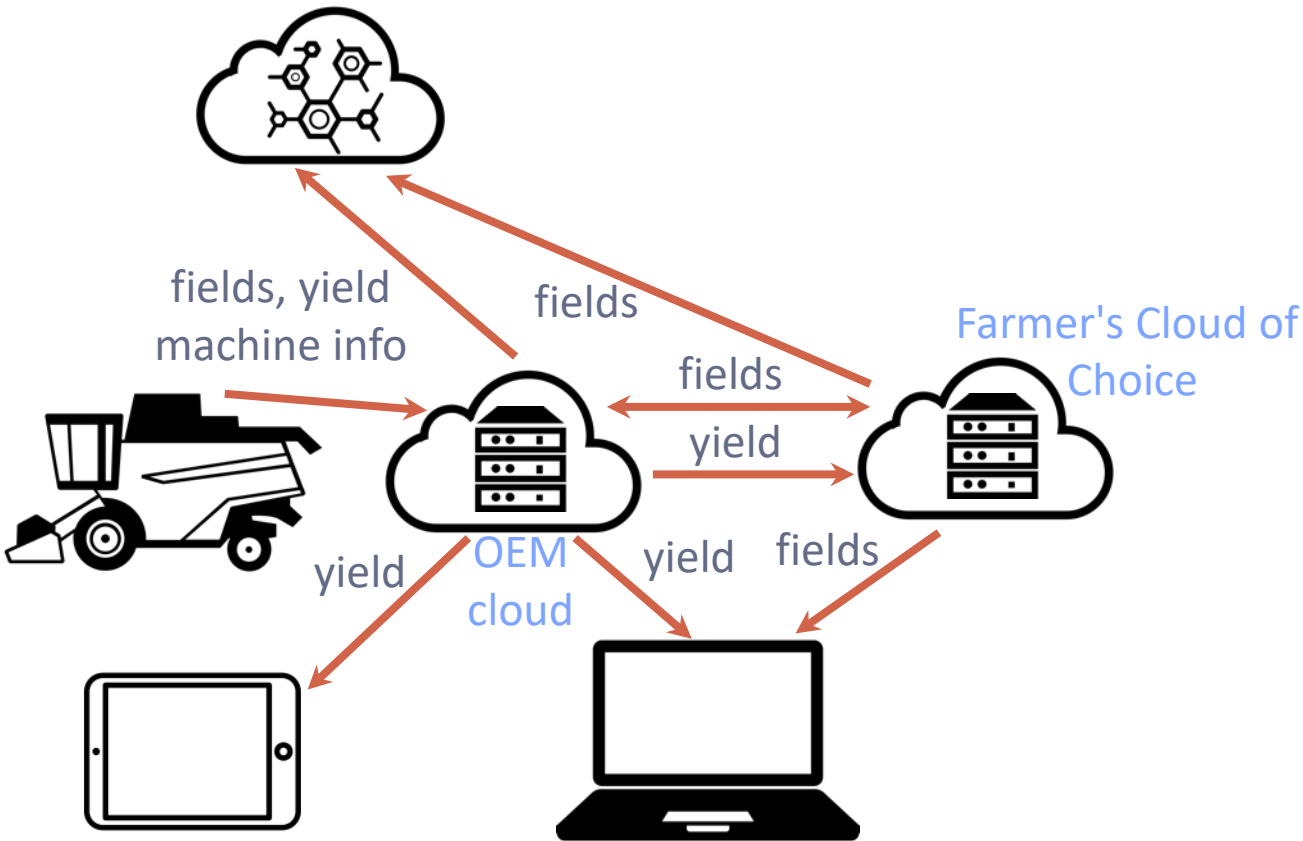 fields, yield
machine info
fields
Farmer's Cloud of
Choice
fields
yield
OEM
cloud
yield
yield
fields